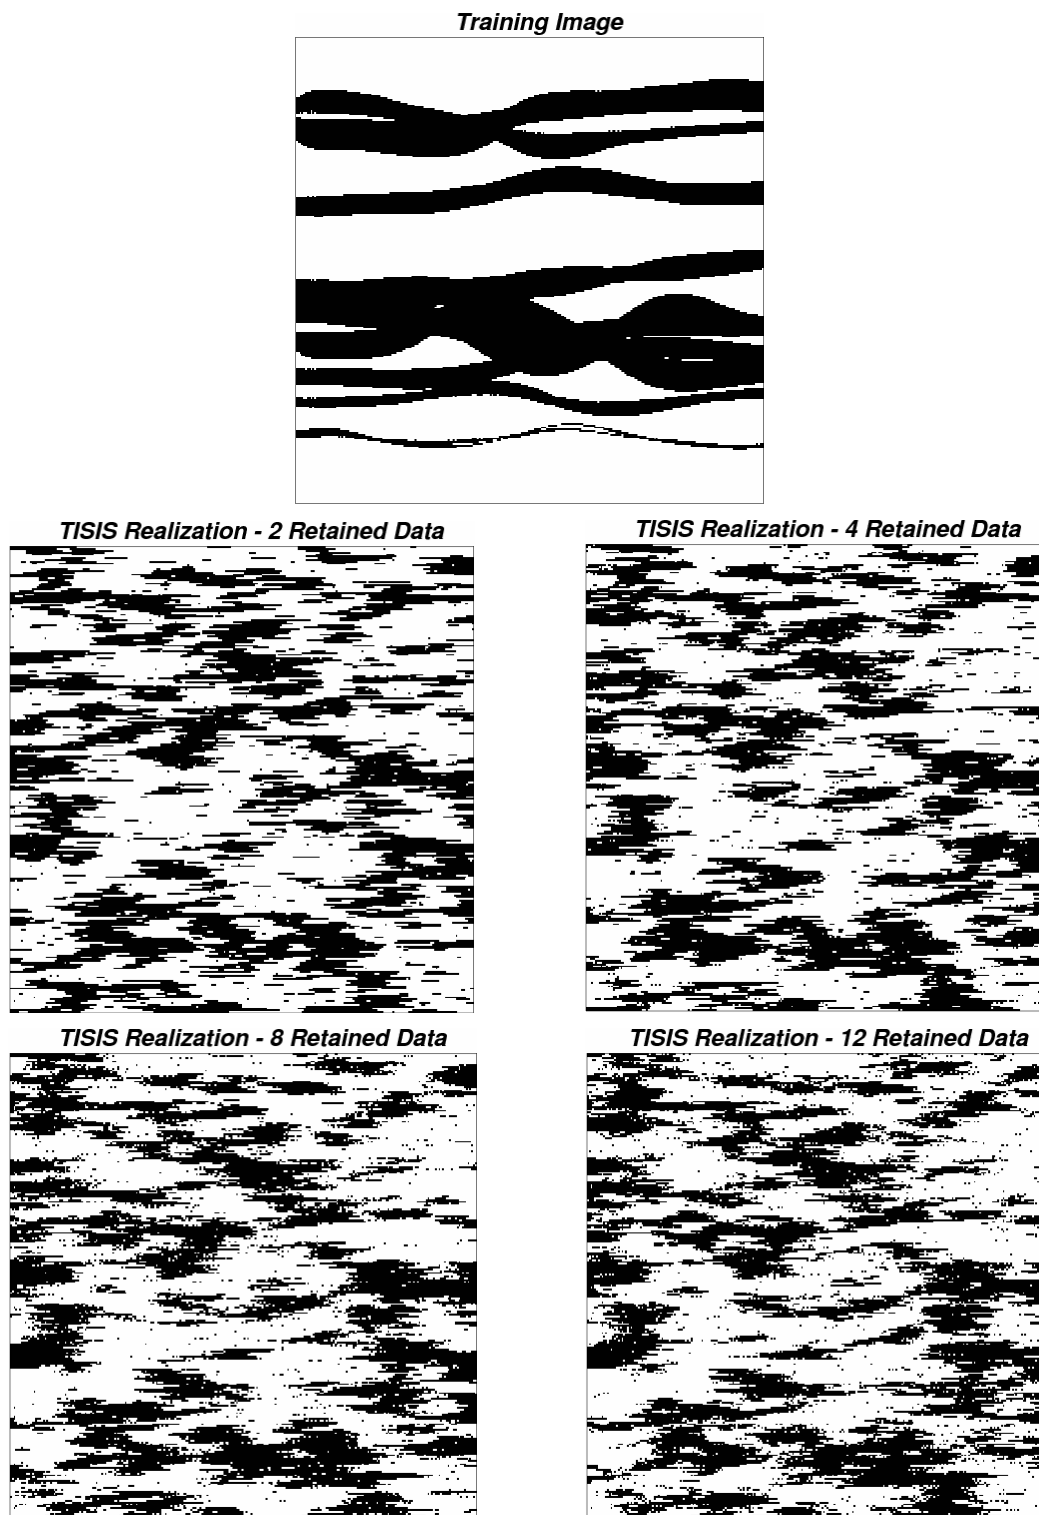 Training Image
TISIS Realization - 2 Retained Data
TISIS Realization - 4 Retained Data
TISIS Realization - 8 Retained Data
TISIS Realization - 12 Retained Data